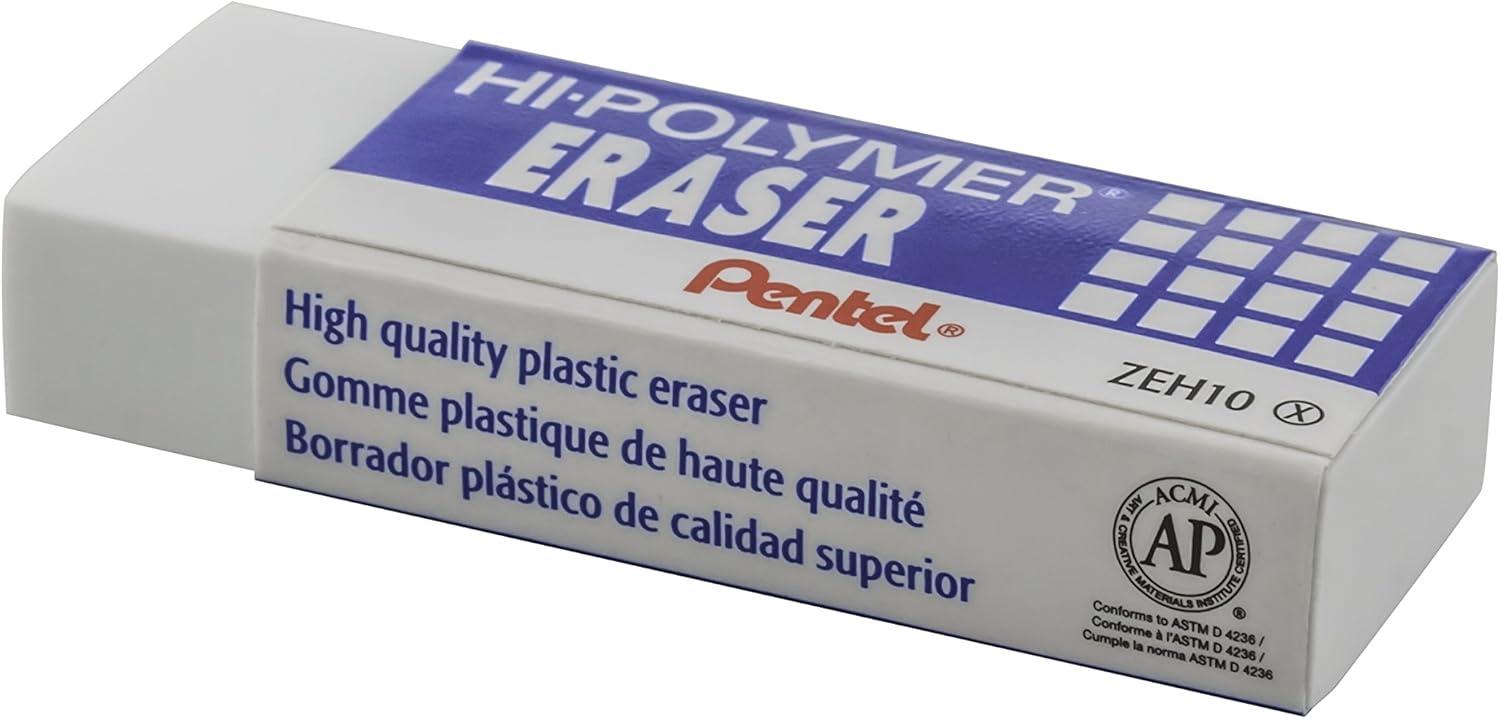 HI-POLYMER®
ERASER
Pentel®
ZEH10 Ⓧ
High quality plastic eraser
Gomme plastique de haute qualité
Borrador plástico de calidad superior
ACMI
AP
ART & CREATIVE MATERIALS INSTITUTE CERTIFIED
®
Conforms to ASTM D 4236 /
Conforme à l'ASTM D 4236 /
Cumple la norma ASTM D 4236